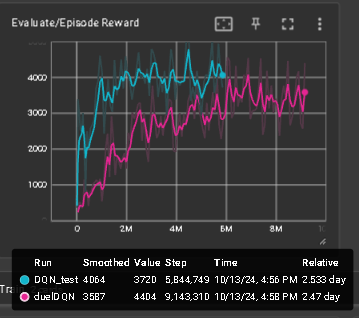 Evaluate/Episode Reward
4000
3000
2000
1000
0
2M
4M
6M
8M
Run Smoothed Value Step Time Relative
DQN_test 4064 3720 5,844,749 10/13/24, 4:56 PM 2.533 day
duelDQN 3587 4404 9,143,310 10/13/24, 4:58 PM 2.47 day